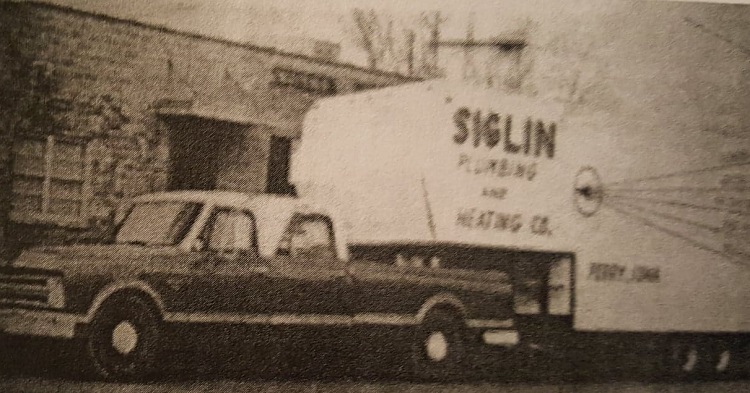 SIGLIN
PLUMBING
AND
HEATING CO.
PERRY, IOWA